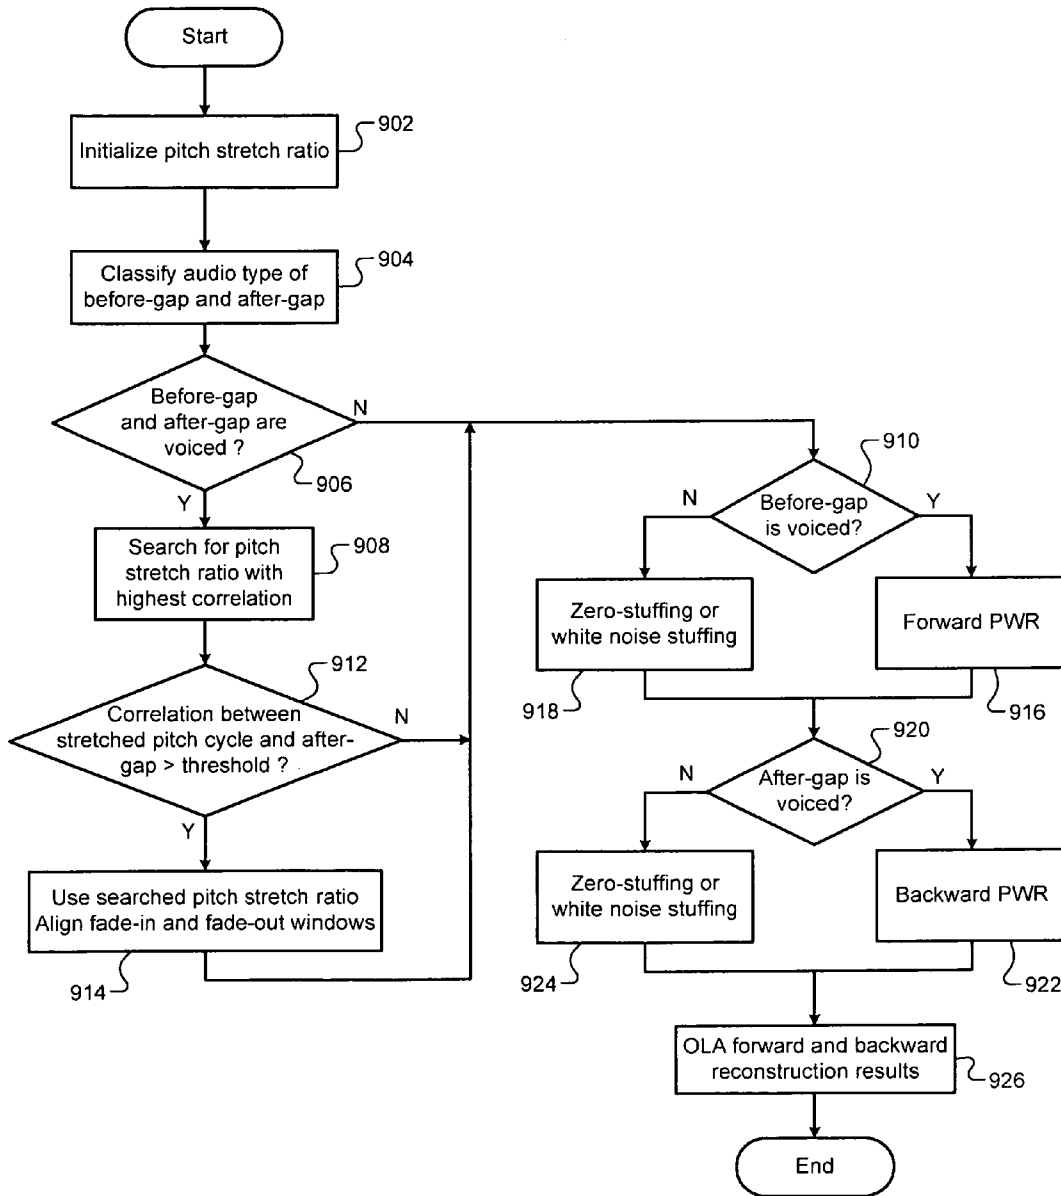 Start
902
Initialize pitch stretch ratio
904
Classify audio type of
before-gap and after-gap
Before-gap
and after-gap are
voiced ?
N
906
Y
908
Search for pitch
stretch ratio with
highest correlation
912
Correlation between
stretched pitch cycle and after-
gap > threshold ?
N
Y
Use searched pitch stretch ratio
Align fade-in and fade-out windows
914
910
Before-gap
is voiced?
N
Y
Zero-stuffing or
white noise stuffing
Forward PWR
918
916
920
After-gap is
voiced?
N
Y
Zero-stuffing or
white noise stuffing
Backward PWR
924
922
OLA forward and backward
reconstruction results
926
End